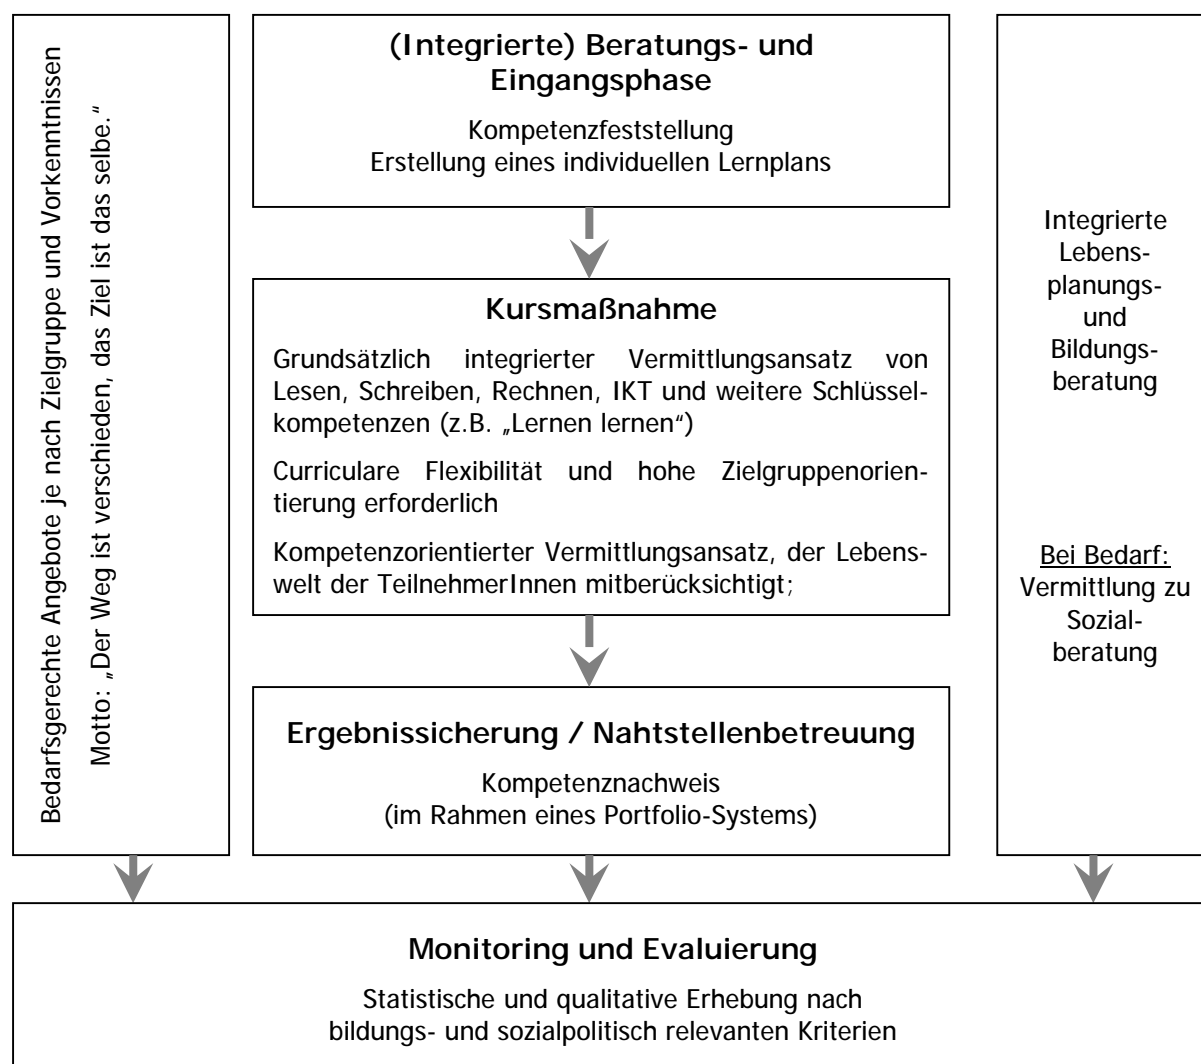 Bedarfsgerechte Angebote je nach Zielgruppe und Vorkenntnissen
Motto: „Der Weg ist verschieden, das Ziel ist das selbe."
(Integrierte) Beratungs- und
Eingangsphase
Kompetenzfeststellung
Erstellung eines individuellen Lernplans
Kursmaßnahme
Grundsätzlich integrierter Vermittlungsansatz von
Lesen, Schreiben, Rechnen, IKT und weitere Schlüssel-
kompetenzen (z.B. „Lernen lernen“)
Curriculare Flexibilität und hohe Zielgruppenorien-
tierung erforderlich
Kompetenzorientierter Vermittlungsansatz, der Lebens-
welt der TeilnehmerInnen mitberücksichtigt;
Ergebnissicherung / Nahtstellenbetreuung
Kompetenznachweis
(im Rahmen eines Portfolio-Systems)
Integrierte
Lebens-
planungs-
und
Bildungs-
beratung
Bei Bedarf:
Vermittlung zu
Sozial-
beratung
Monitoring und Evaluierung
Statistische und qualitative Erhebung nach
bildungs- und sozialpolitisch relevanten Kriterien